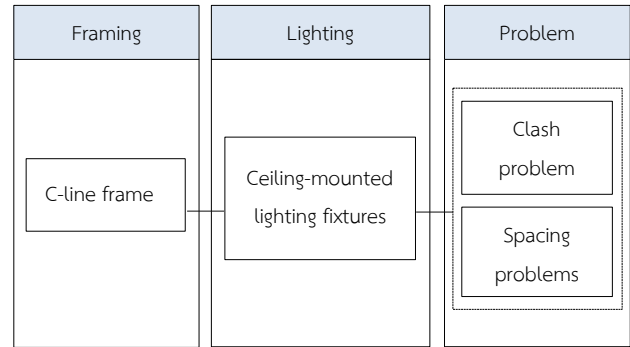 Framing
Lighting
Problem
C-line frame
Ceiling-mounted
lighting fixtures
Clash
problem
Spacing
problems